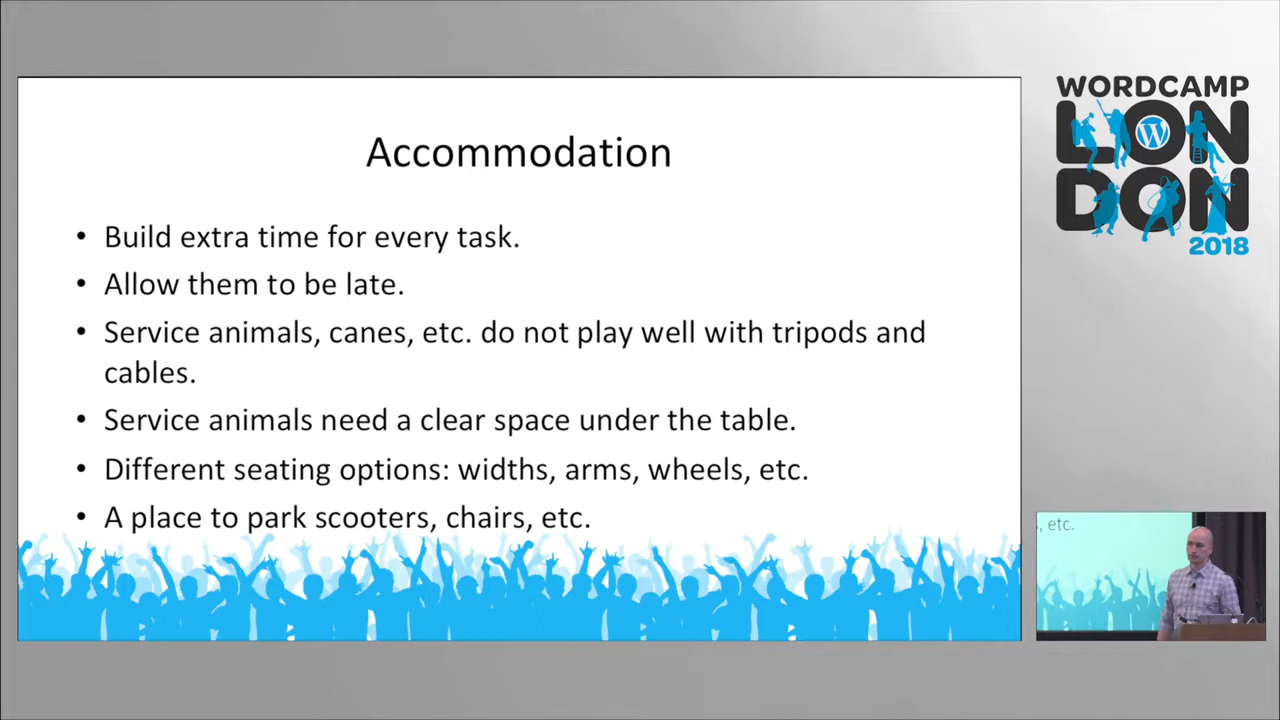 Accommodation
• Build extra time for every task.
• Allow them to be late.
• Service animals, canes, etc. do not play well with tripods and
cables.
• Service animals need a clear space under the table.
• Different seating options: widths, arms, wheels, etc.
• A place to park scooters, chairs, etc.
WORDCAMP
LON
DON
2018
, etc.